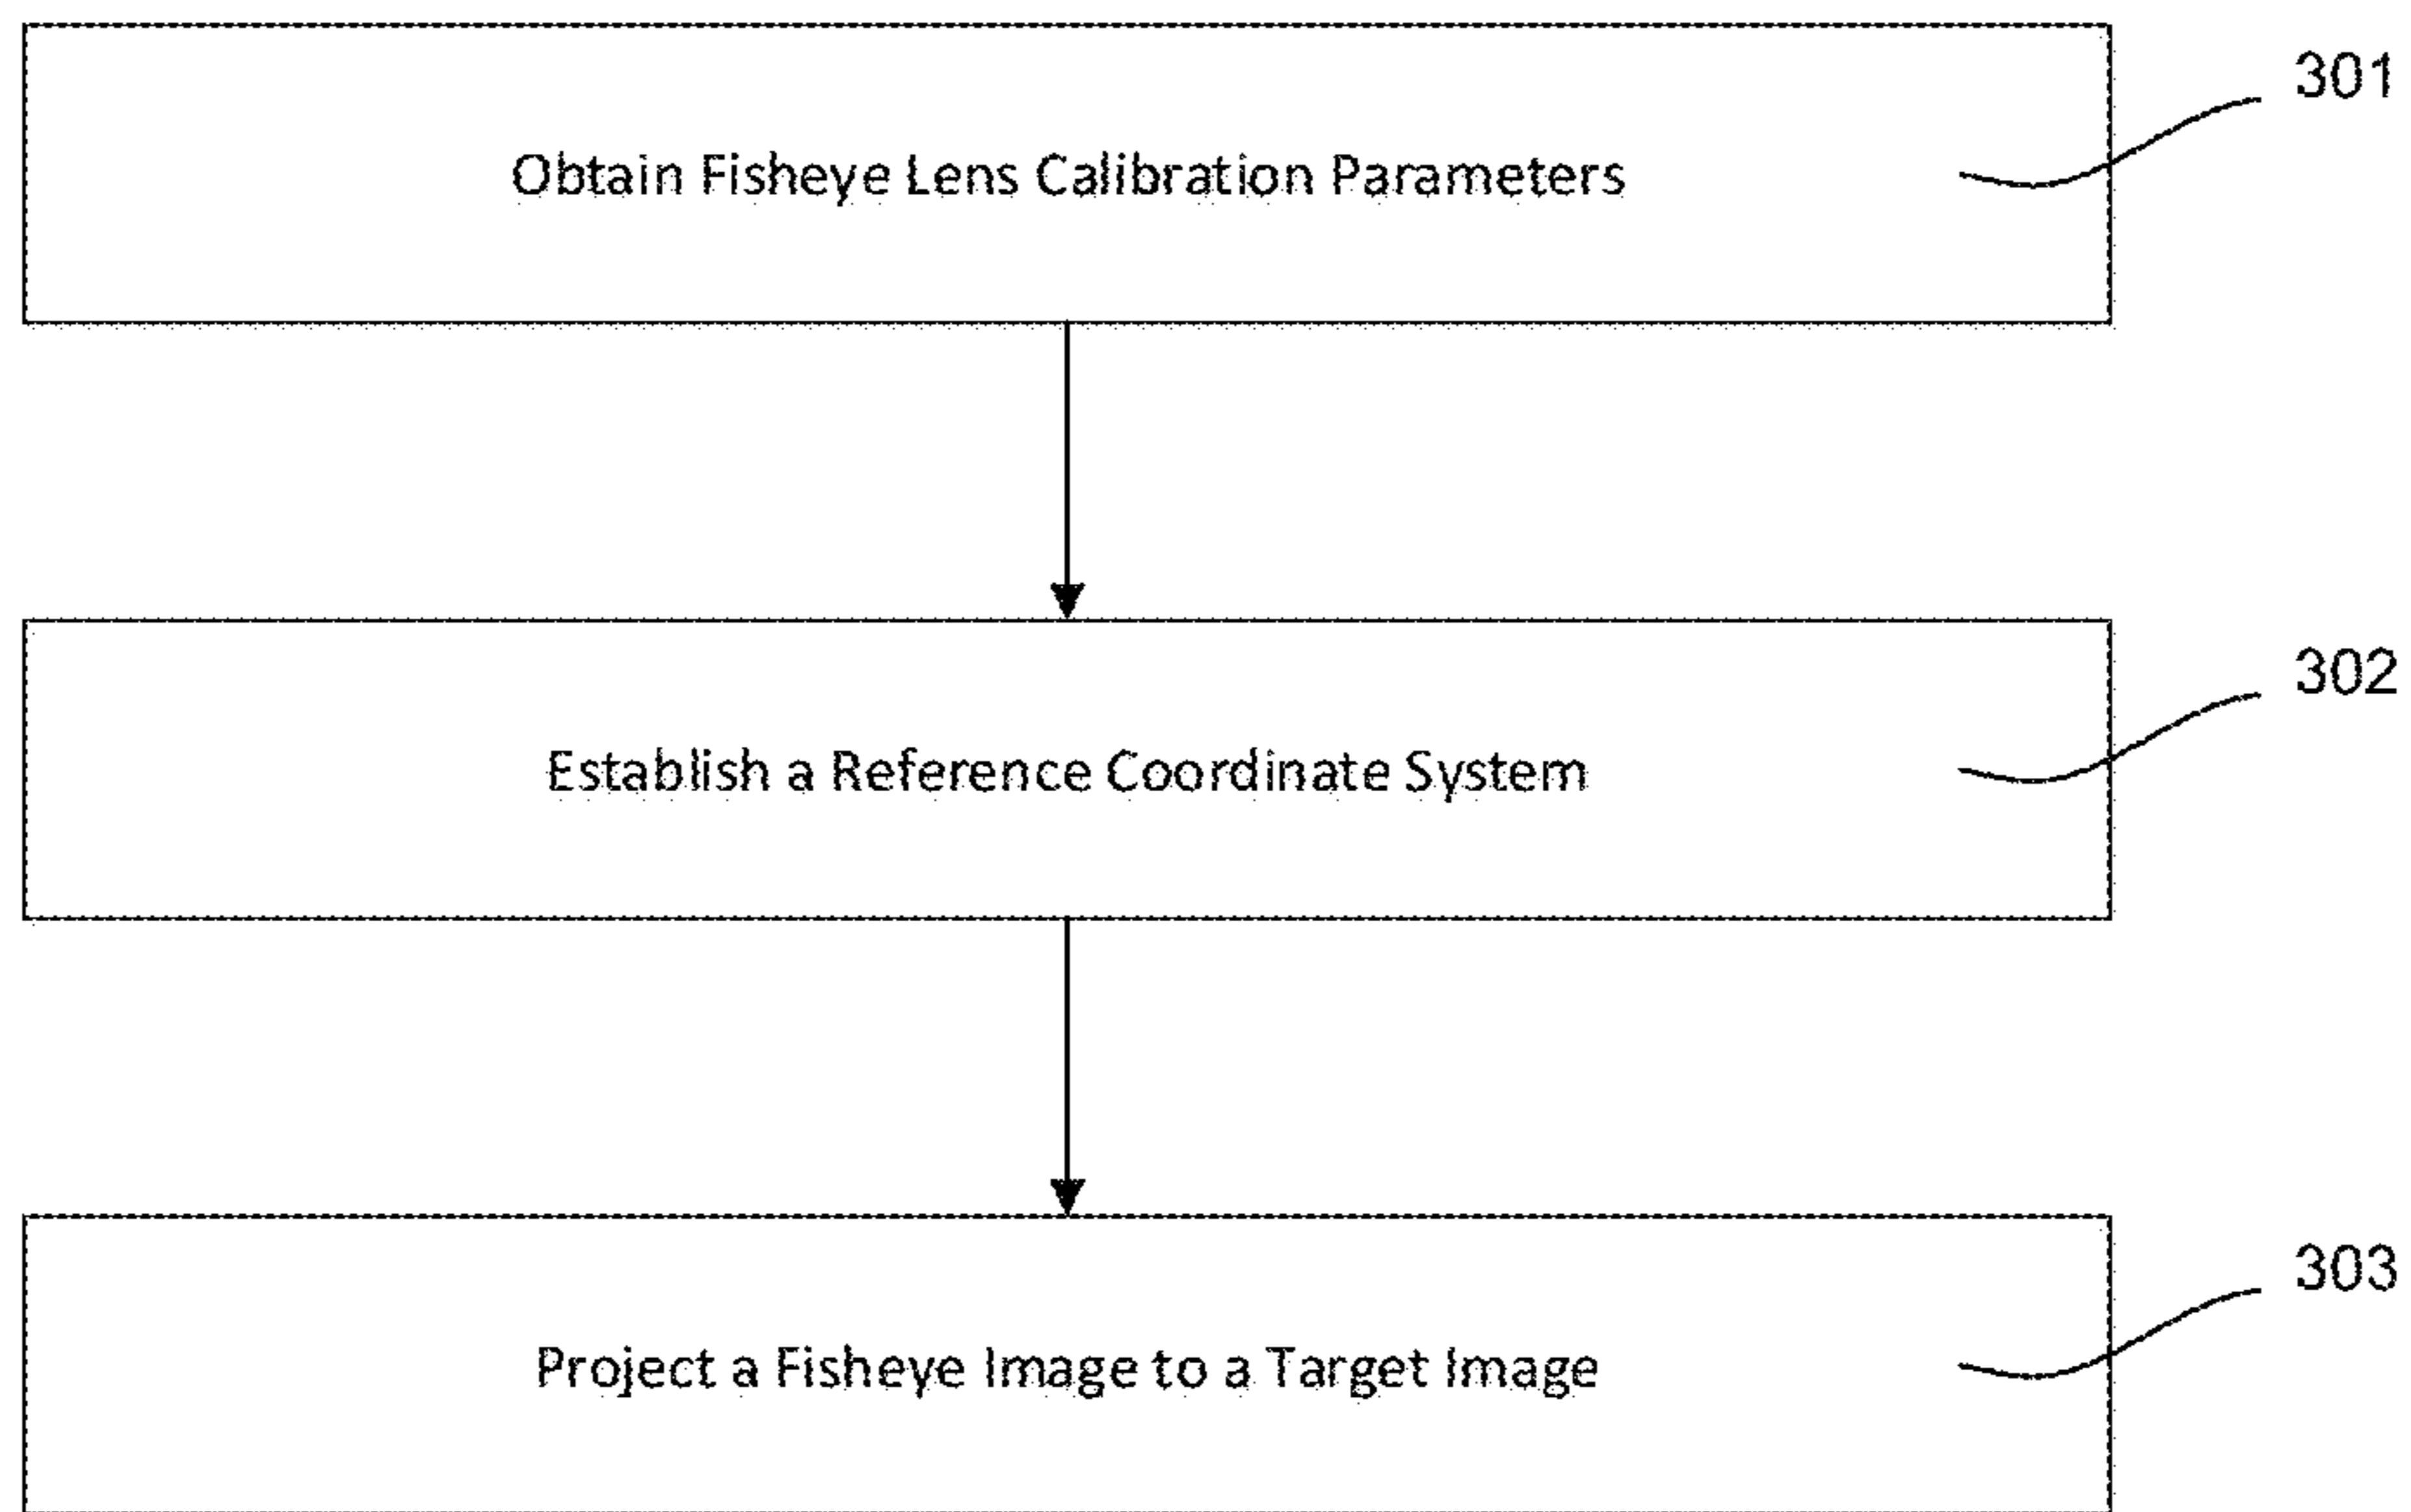 301
Obtain Fisheye Lens Calibration Parameters
302
Establish a Reference Coordinate System
303
Project a Fisheye Image to a Target Image